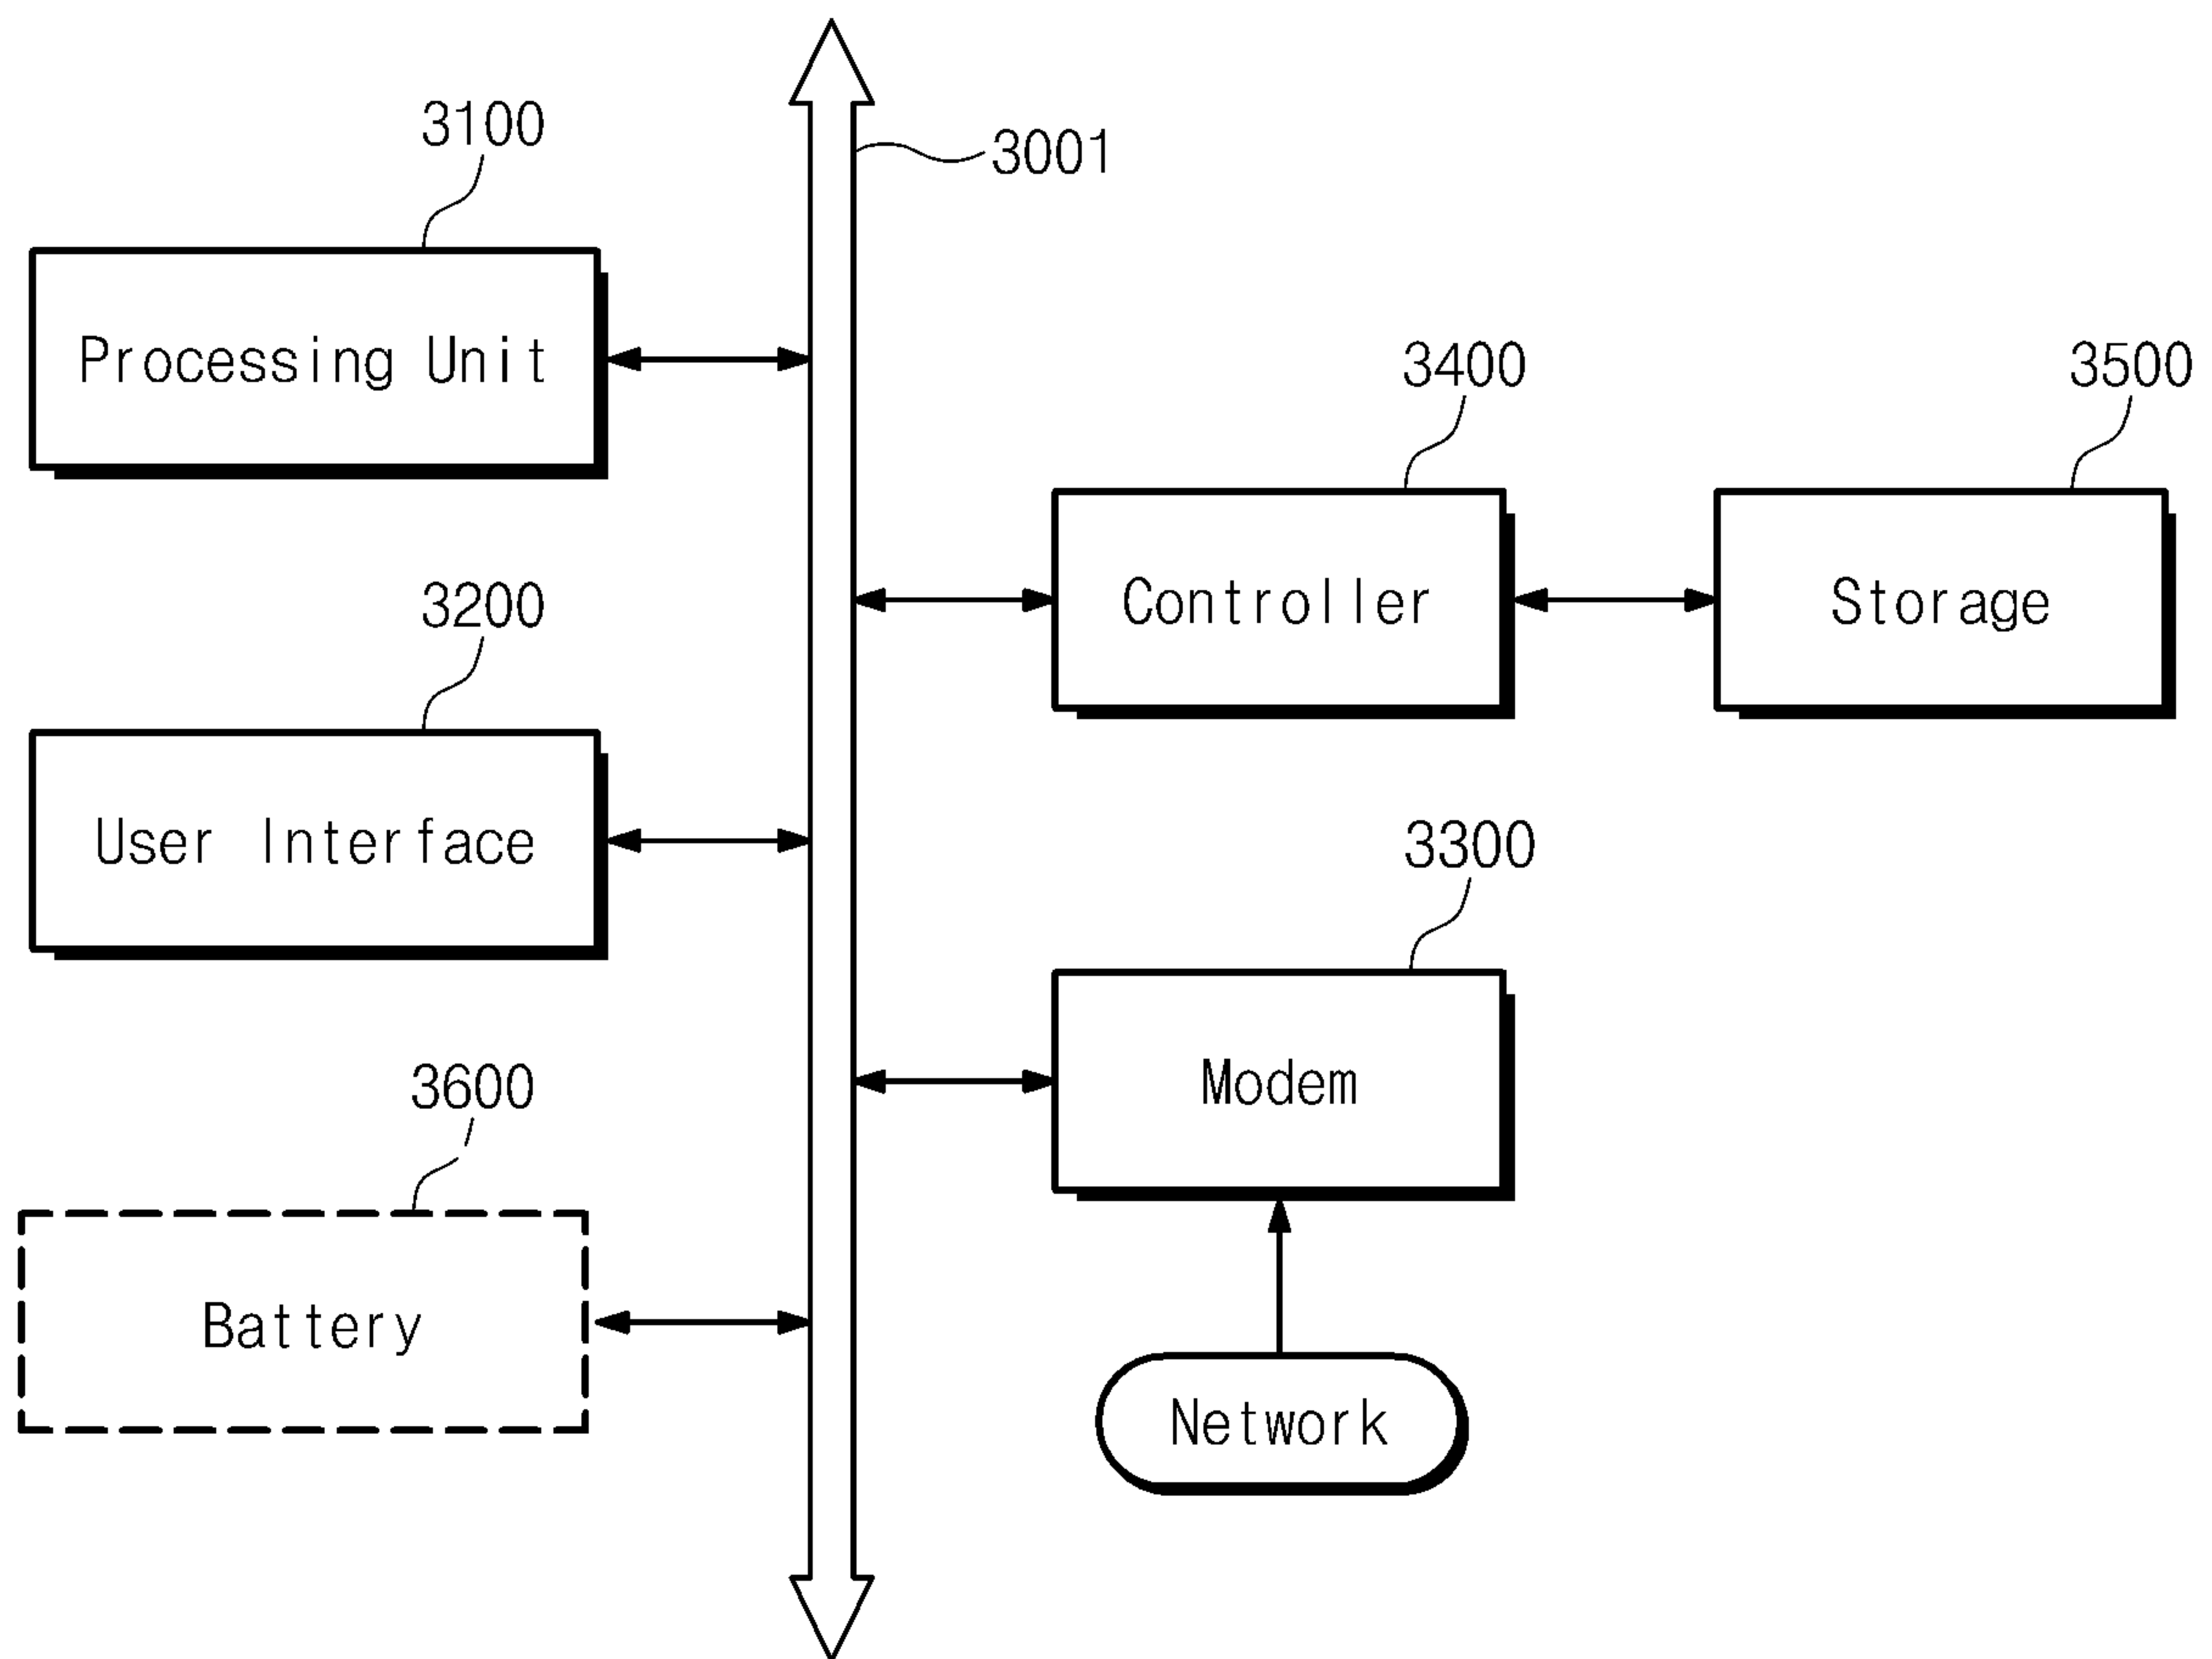 3100
3001
Processing Unit
3400
3500
Controller
Storage
3200
User Interface
3300
Modem
3600
Battery
Network